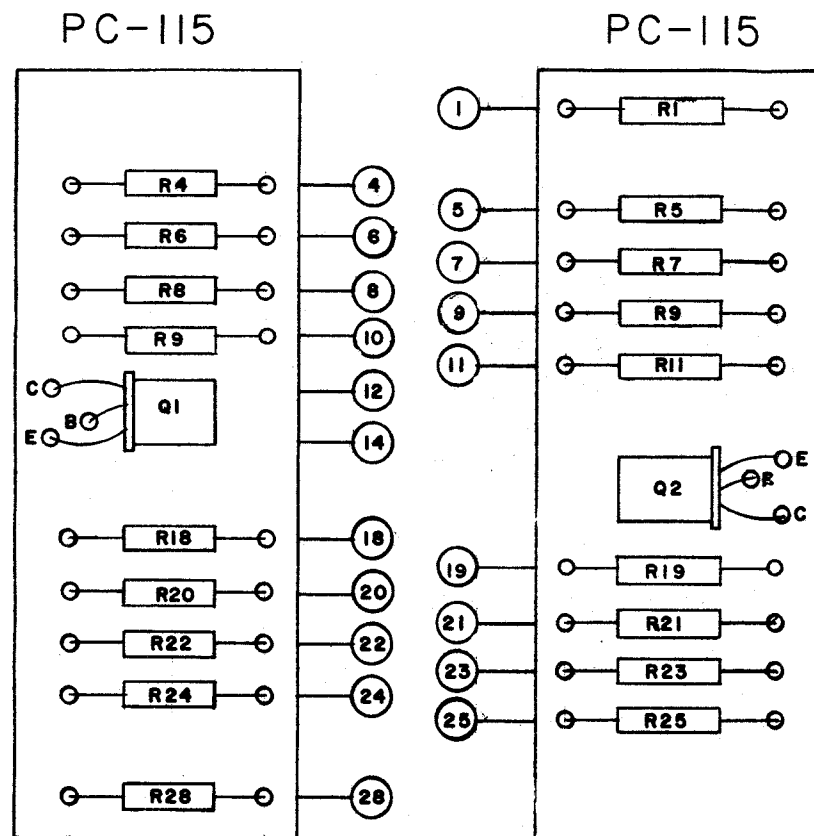 PC-115
R4 4
R6 6
R8 8
R9 10
C
B
E
Q1
12
14
R18 18
R20 20
R22 22
R24 24
R28 28
PC-115
1 R1
5 R5
7 R7
9 R9
11 R11
Q2
E
C
19 R19
21 R21
23 R23
25 R25